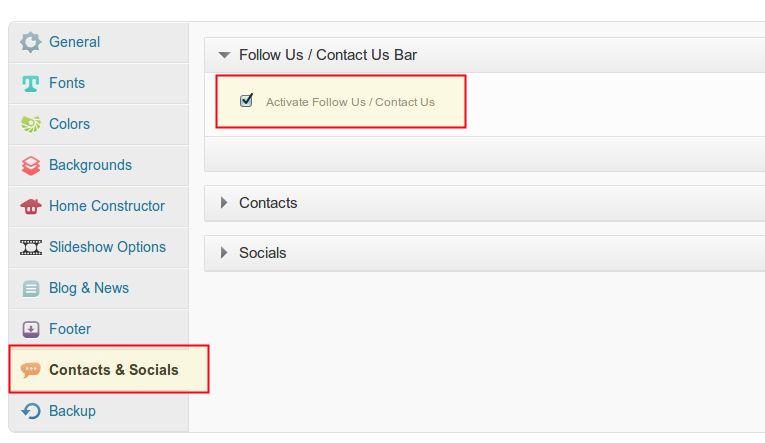 General
Fonts
Colors
Backgrounds
Home Constructor
Slideshow Options
Blog & News
Footer
Contacts & Socials
Backup
Follow Us / Contact Us Bar
Activate Follow Us / Contact Us
Contacts
Socials